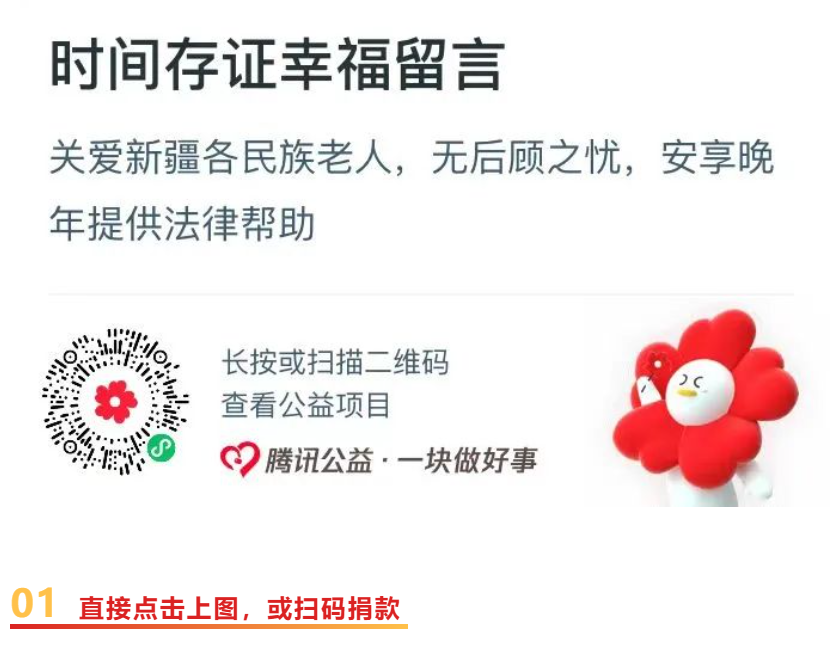 时间存证幸福留言
关爱新疆各民族老人，无后顾之忧，安享晚
年提供法律帮助
长按或扫描二维码
查看公益项目
腾讯公益·一块做好事
01 直接点击上图，或扫码捐款